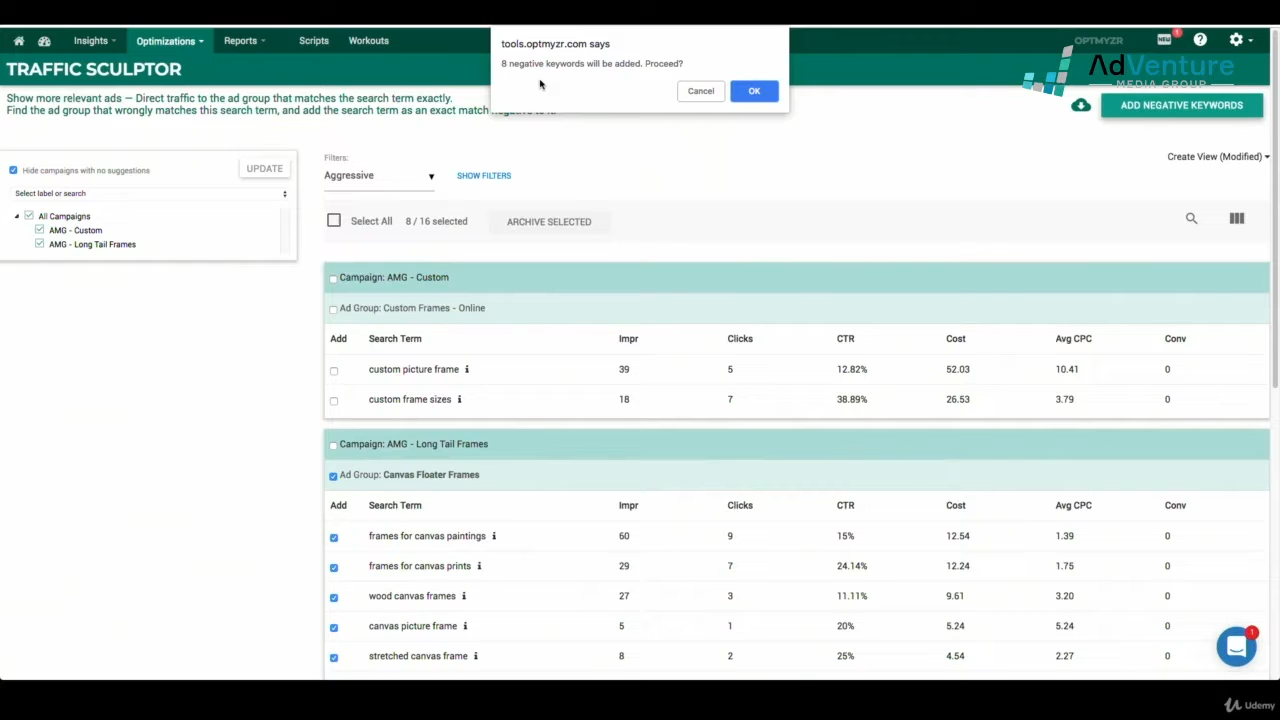 tools.optmyzr.com says
8 negative keywords will be added. Proceed?
Cancel
OK
Insights
Optimizations
Reports
Scripts
Workouts
OPTMYZR
NEW
1
TRAFFIC SCULPTOR
AdVenture
MEDIA GROUP
Show more relevant ads — Direct traffic to the ad group that matches the search term exactly.
Find the ad group that wrongly matches this search term, and add the search term as an exact match
ADD NEGATIVE KEYWORDS
Hide campaigns with no suggestions
UPDATE
Select label or search
All Campaigns
AMG - Custom
AMG - Long Tail Frames
Filters:
Aggressive
SHOW FILTERS
Create View (Modified)
Select All
8 / 16 selected
ARCHIVE SELECTED
Campaign: AMG - Custom
Ad Group: Custom Frames - Online
Add Search Term Impr Clicks CTR Cost Avg CPC Conv
custom picture frame 39 5 12.82% 52.03 10.41 0
custom frame sizes 18 7 38.89% 26.53 3.79 0
Campaign: AMG - Long Tail Frames
Ad Group: Canvas Floater Frames
Add Search Term Impr Clicks CTR Cost Avg CPC Conv
frames for canvas paintings 60 9 15% 12.54 1.39 0
frames for canvas prints 29 7 24.14% 12.24 1.75 0
wood canvas frames 27 3 11.11% 9.61 3.20 0
canvas picture frame 5 1 20% 5.24 5.24 0
stretched canvas frame 8 2 25% 4.54 2.27 0
1
Udemy